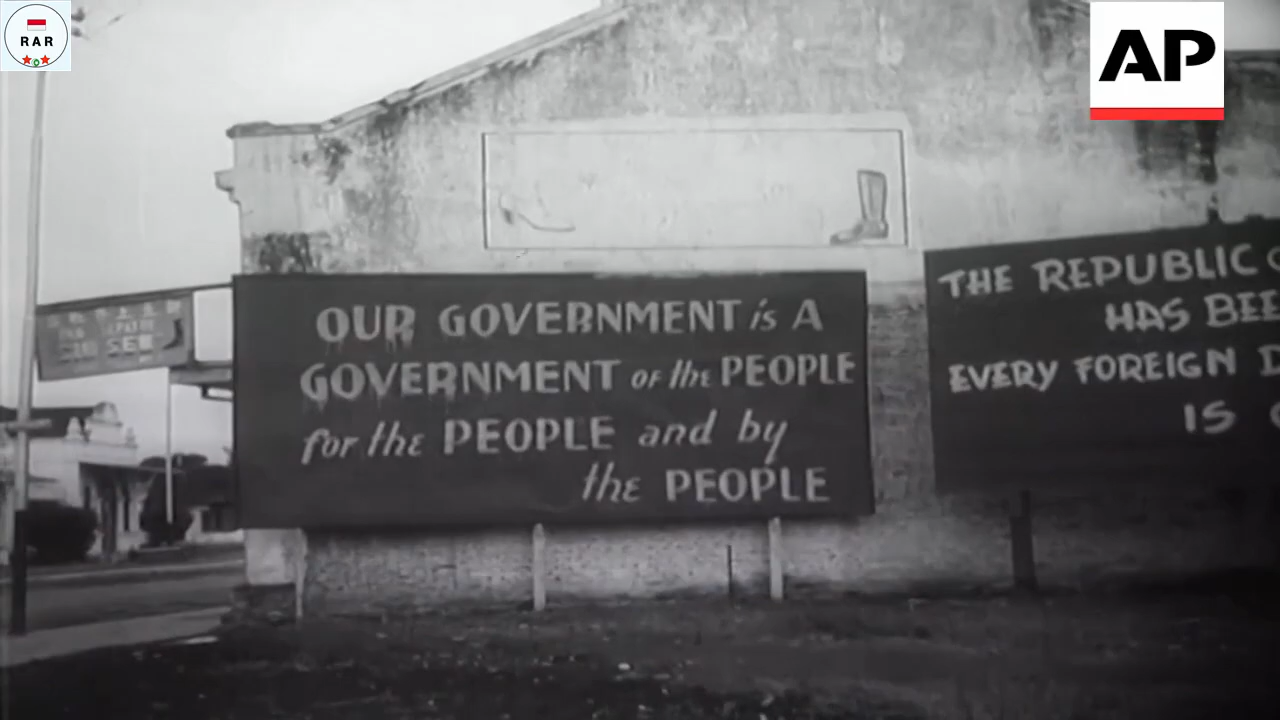 RAR
AP
OUR GOVERNMENT is A
GOVERNMENT OF the PEOPLE
for the PEOPLE and by
the PEOPLE
THE REPUBLIC
HAS
EVERY FOREIGN
IS